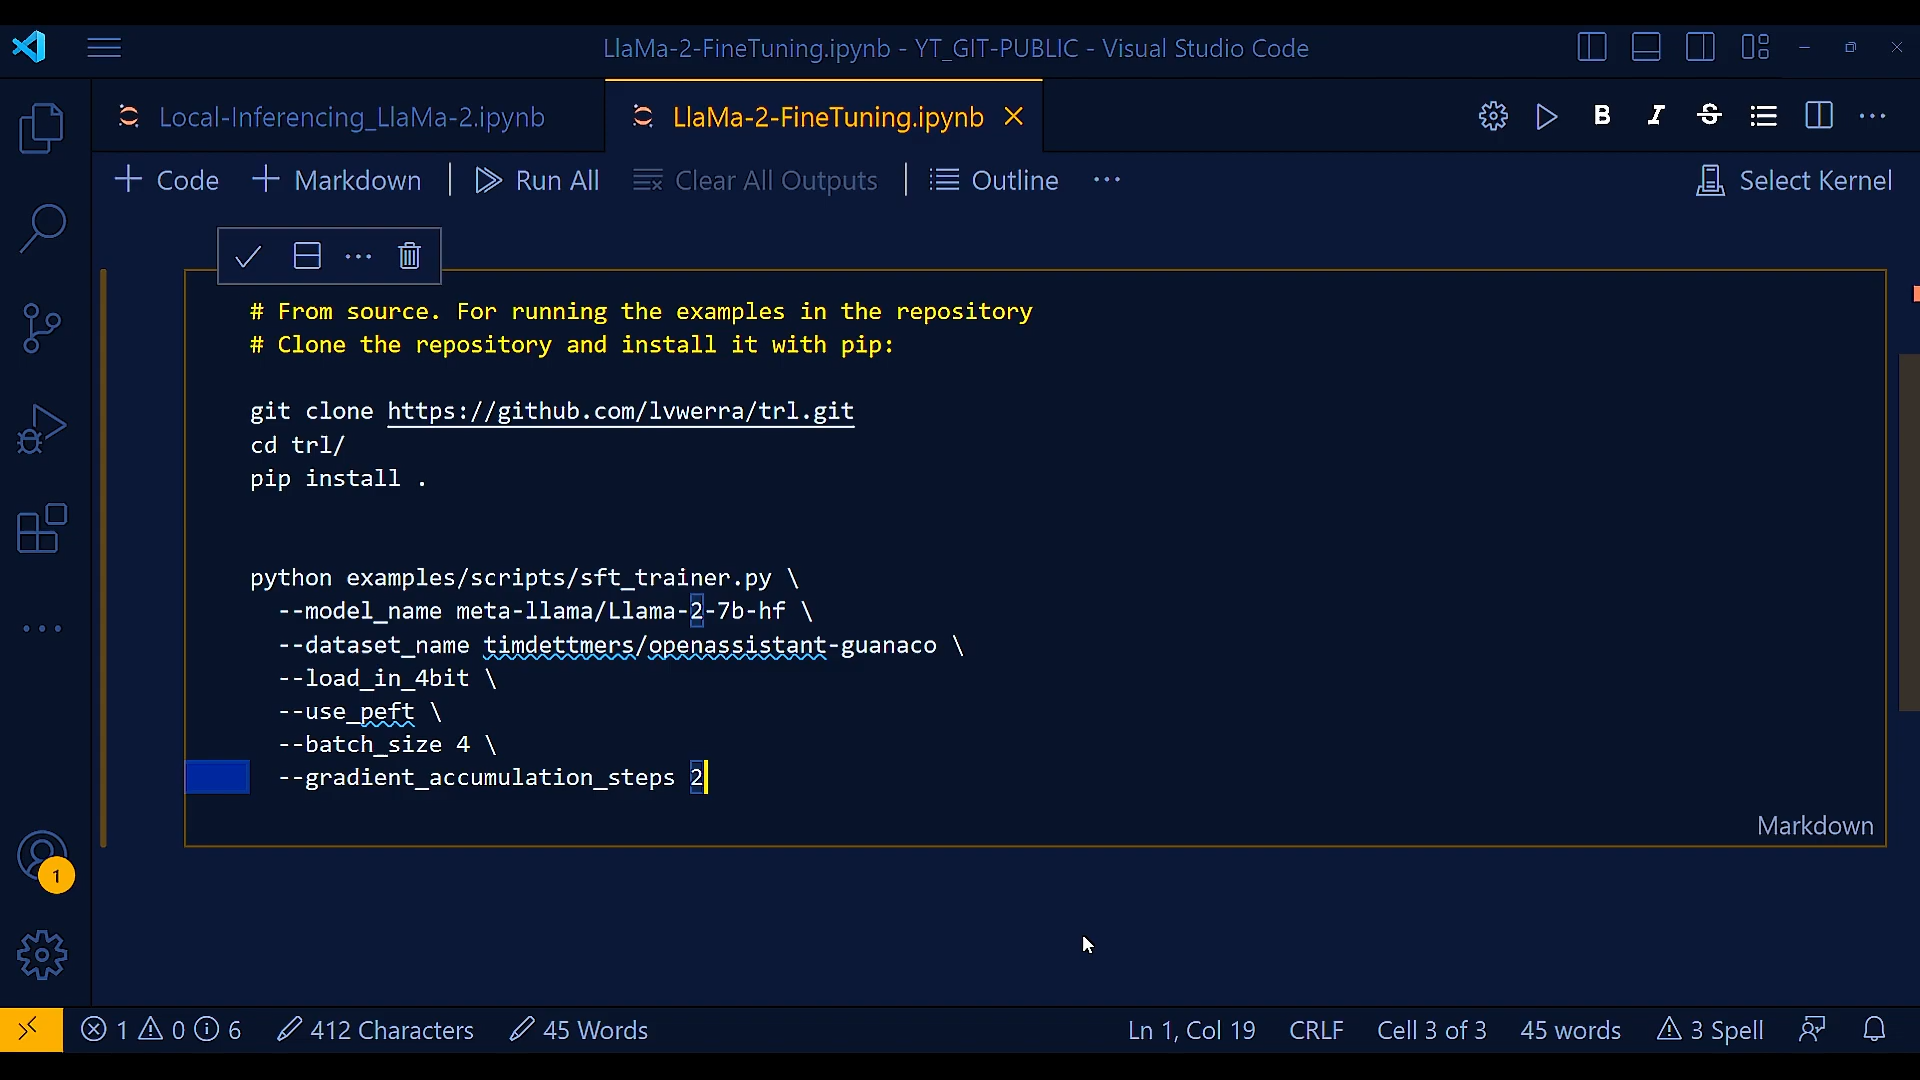 LlaMa-2-FineTuning.ipynb - YT_GIT-PUBLIC - Visual Studio Code
Local-Inferencing_LlaMa-2.ipynb
LlaMa-2-FineTuning.ipynb
B I S
Code
Markdown
Run All
Clear All Outputs
Outline
Select Kernel
# From source. For running the examples in the repository
# Clone the repository and install it with pip:
git clone https://github.com/lvwerra/trl.git
cd trl/
pip install .
python examples/scripts/sft_trainer.py \
--model_name meta-llama/Llama-2-7b-hf \
--dataset_name timdettmers/openassistant-guanaco \
--load_in_4bit \
--use_peft \
--batch_size 4 \
--gradient_accumulation_steps 2
Markdown
1
1 0 6 412 Characters 45 Words Ln 1, Col 19 CRLF Cell 3 of 3 45 words 3 Spell